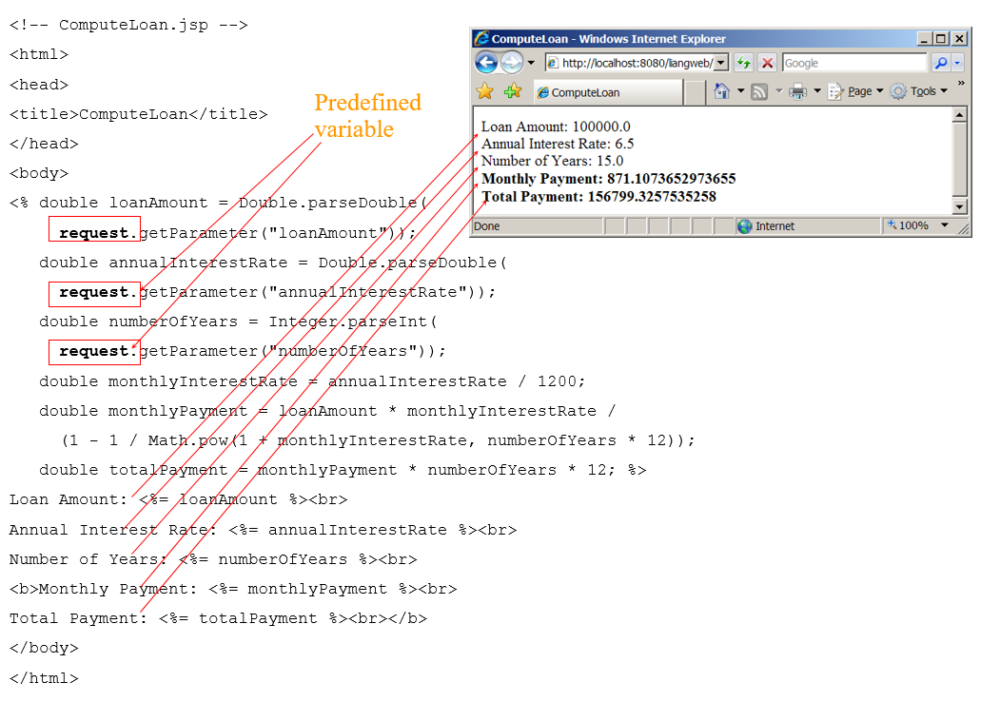 <!-- ComputeLoan.jsp -->
<html>
<head>
<title>ComputeLoan</title>
</head>
<body>
<% double loanAmount = Double.parseDouble(
request.getParameter("loanAmount"));
double annualInterestRate = Double.parseDouble(
request.getParameter("annualInterestRate"));
double numberOfYears = Integer.parseInt(
request.getParameter("numberOfYears"));
double monthlyInterestRate = annualInterestRate / 1200;
double monthlyPayment = loanAmount * monthlyInterestRate /
(1 - 1 / Math.pow(1 + monthlyInterestRate, numberOfYears * 12));
double totalPayment = monthlyPayment * numberOfYears * 12; %>
Loan Amount: <%= loanAmount %><br>
Annual Interest Rate: <%= annualInterestRate %><br>
Number of Years: <%= numberOfYears %><br>
<b>Monthly Payment: <%= monthlyPayment %><br>
Total Payment: <%= totalPayment %><br></b>
</body>
</html>
Predefined
variable
ComputeLoan - Windows Internet Explorer
http://localhost:8080/langweb/
Google
ComputeLoan
Page
Tools
»
Loan Amount: 100000.0
Annual Interest Rate: 6.5
Number of Years: 15.0
Monthly Payment: 871.1073652973655
Total Payment: 156799.3257535258
Done
Internet
100%